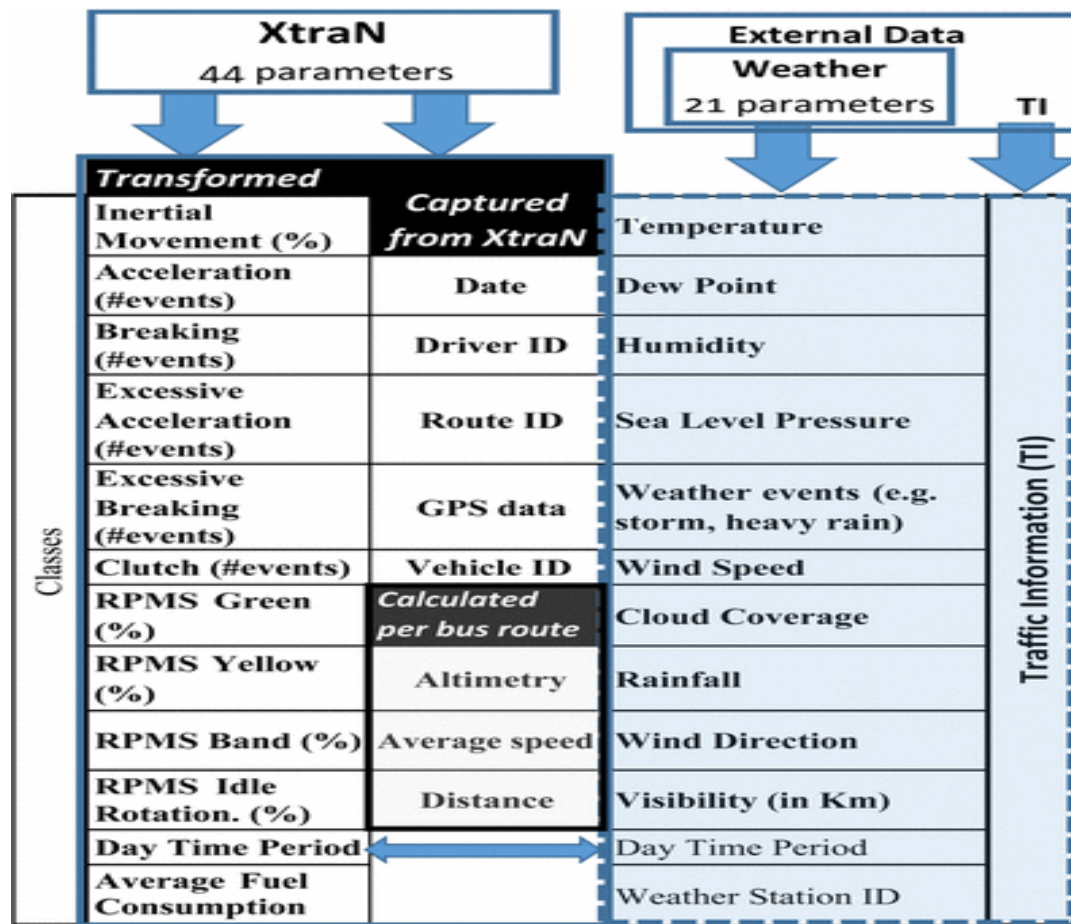 XtraN
44 parameters
External Data
Weather
21 parameters
TI
Classes
Transformed
Inertial
Movement (%)
Acceleration
(#events)
Breaking
(#events)
Excessive
Acceleration
(#events)
Excessive
Breaking
(#events)
Clutch (#events)
RPMS Green
(%)
RPMS Yellow
(%)
RPMS Band (%)
RPMS Idle
Rotation. (%)
Day Time Period
Average Fuel
Consumption
Captured
from XtraN
Date
Driver ID
Route ID
GPS data
Vehicle ID
Calculated
per bus route
Altimetry
Average speed
Distance
Temperature
Dew Point
Humidity
Sea Level Pressure
Weather events (e.g.
storm, heavy rain)
Wind Speed
Cloud Coverage
Rainfall
Wind Direction
Visibility (in Km)
Day Time Period
Weather Station ID
Traffic Information (TI)